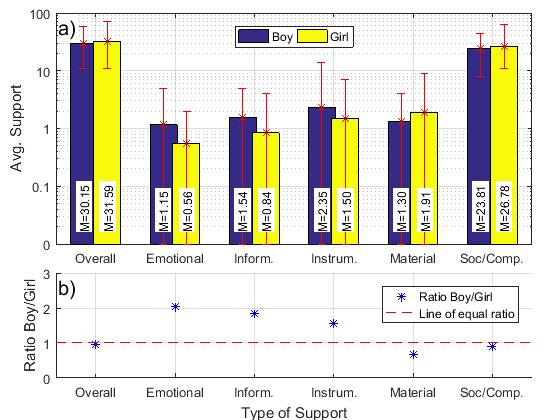 a)
Boy Girl
100
10
1
0.1
0
Avg. Support
M=30.15
M=31.59
M=1.15
M=0.56
M=1.54
M=0.84
M=2.35
M=1.50
M=1.30
M=1.91
M=23.81
M=26.78
Overall Emotional Inform. Instrum. Material Soc/Comp.
b)
3
2
1
0
Ratio Boy/Girl
Ratio Boy/Girl
Line of equal ratio
Overall Emotional Inform. Instrum. Material Soc/Comp.
Type of Support